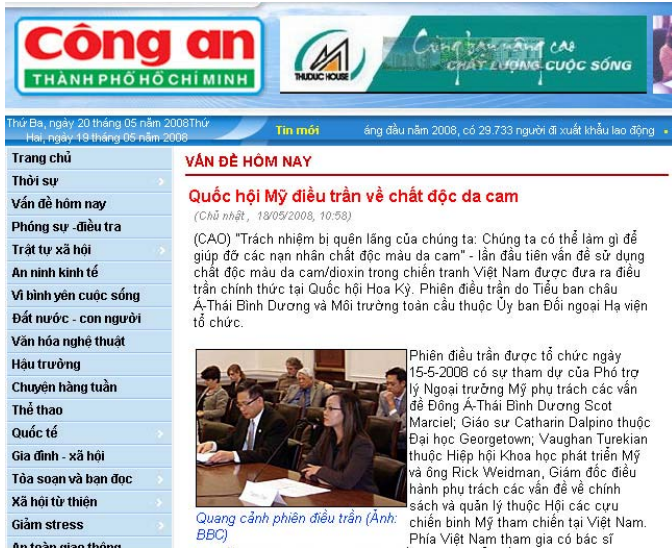 Công an
THÀNH PHỐ HỒ CHÍ MINH
THUDUC HOUSE
Cùng bạn nâng cao
CHẤT LƯỢNG CUỘC SỐNG
Thứ Ba, ngày 20 tháng 05 năm 2008Thứ
Hai, ngày 19 tháng 05 năm 2008
Tin mới
áng đầu năm 2008, có 29.733 người đi xuất khẩu lao động
Trang chủ
Thời sự
Vấn đề hôm nay
Phóng sự -điều tra
Trật tự xã hội
An ninh kinh tế
Vì bình yên cuộc sống
Đất nước - con người
Văn hóa nghệ thuật
Hậu trường
Chuyện hàng tuần
Thể thao
Quốc tế
Gia đình - xã hội
Tòa soạn và bạn đọc
Xã hội từ thiện
Giảm stress
An toàn giao thông
VẤN ĐỀ HÔM NAY
Quốc hội Mỹ điều trần về chất độc da cam
(Chủ nhật, 18/05/2008, 10:58)
(CAO) "Trách nhiệm bị quên lãng của chúng ta: Chúng ta có thể làm gì để
giúp đỡ các nạn nhân chất độc màu da cam" - lần đầu tiên vấn đề sử dụng
chất độc màu da cam/dioxin trong chiến tranh Việt Nam được đưa ra điều
trần chính thức tại Quốc hội Hoa Kỳ. Phiên điều trần do Tiểu ban châu
Á-Thái Bình Dương và Môi trường toàn cầu thuộc Ủy ban Đối ngoại Hạ viện
tổ chức.
Phiên điều trần được tổ chức ngày
15-5-2008 có sự tham dự của Phó trợ
lý Ngoại trưởng Mỹ phụ trách các vấn
đề Đông Á-Thái Bình Dương Scot
Marciel; Giáo sư Catharin Dalpino thuộc
Đại học Georgetown; Vaughan Turekian
thuộc Hiệp hội Khoa học phát triển Mỹ
và ông Rick Weidman, Giám đốc điều
hành phụ trách các vấn đề về chính
sách và quản lý thuộc Hội các cựu
chiến binh Mỹ tham chiến tại Việt Nam.
Phía Việt Nam tham gia có bác sĩ
Quang cảnh phiên điều trần (Ảnh:
BBC)